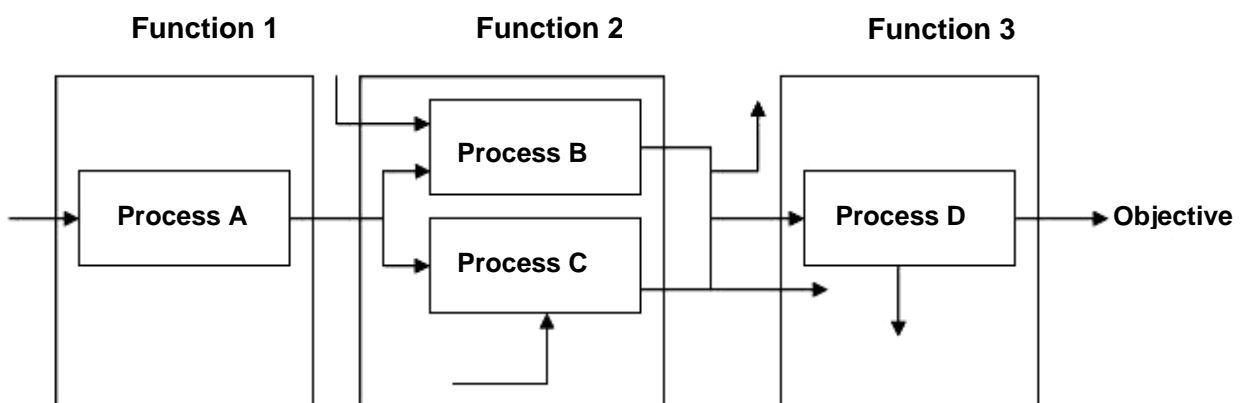 Function 1
Function 2
Function 3
Process A
Process B
Process C
Process D
Objective